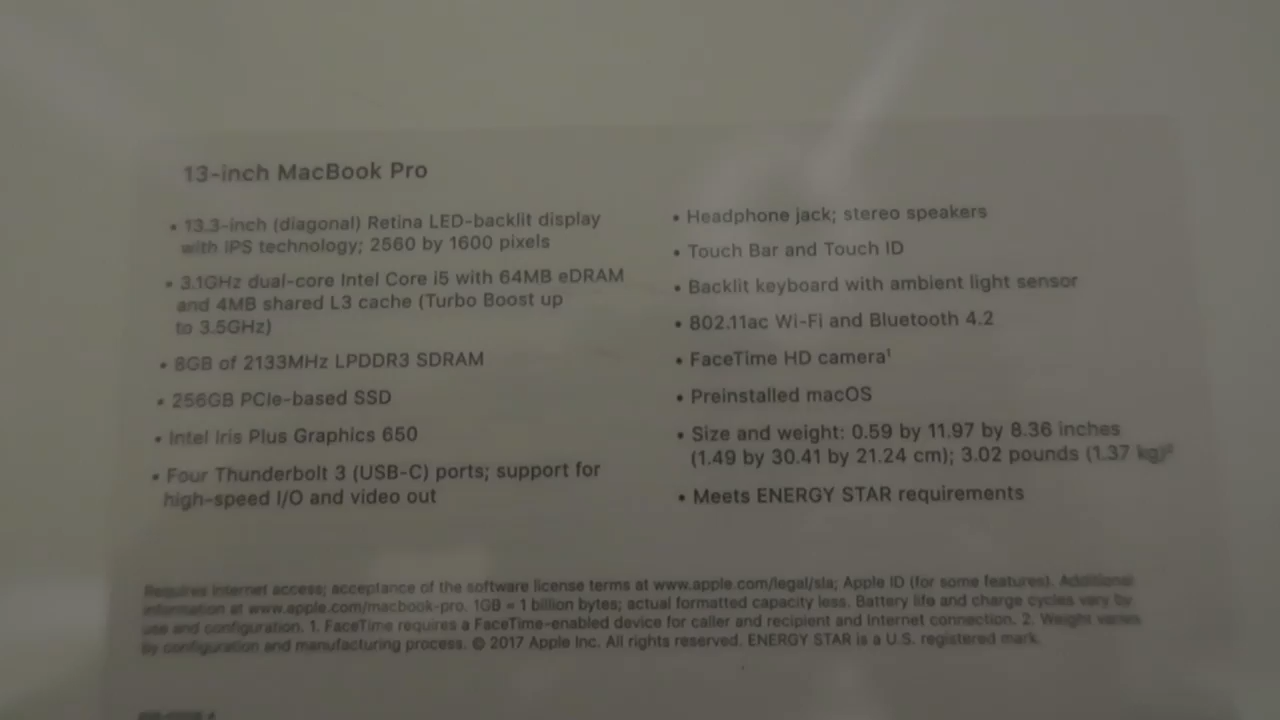 13-inch MacBook Pro
• 13.3-inch (diagonal) Retina LED-backlit display
with IPS technology; 2560 by 1600 pixels
• 3.1GHz dual-core Intel Core i5 with 64MB eDRAM
and 4MB shared L3 cache (Turbo Boost up
to 3.5GHz)
• 8GB of 2133MHz LPDDR3 SDRAM
• 256GB PCIe-based SSD
• Intel Iris Plus Graphics 650
• Four Thunderbolt 3 (USB-C) ports; support for
high-speed I/O and video out
• Headphone jack; stereo speakers
• Touch Bar and Touch ID
• Backlit keyboard with ambient light sensor
• 802.11ac Wi-Fi and Bluetooth 4.2
• FaceTime HD camera¹
• Preinstalled macOS
• Size and weight: 0.59 by 11.97 by 8.36 inches
(1.49 by 30.41 by 21.24 cm); 3.02 pounds (1.37 kg)²
• Meets ENERGY STAR requirements
Requires Internet access; acceptance of the software license terms at www.apple.com/legal/sla; Apple ID (for some features). Additional
information at www.apple.com/macbook-pro. 1GB = 1 billion bytes; actual formatted capacity less. Battery life and charge cycles vary by
use and configuration. 1. FaceTime requires a FaceTime-enabled device for caller and recipient and Internet connection. 2. Weight varies
by configuration and manufacturing process. © 2017 Apple Inc. All rights reserved. ENERGY STAR is a U.S. registered mark.